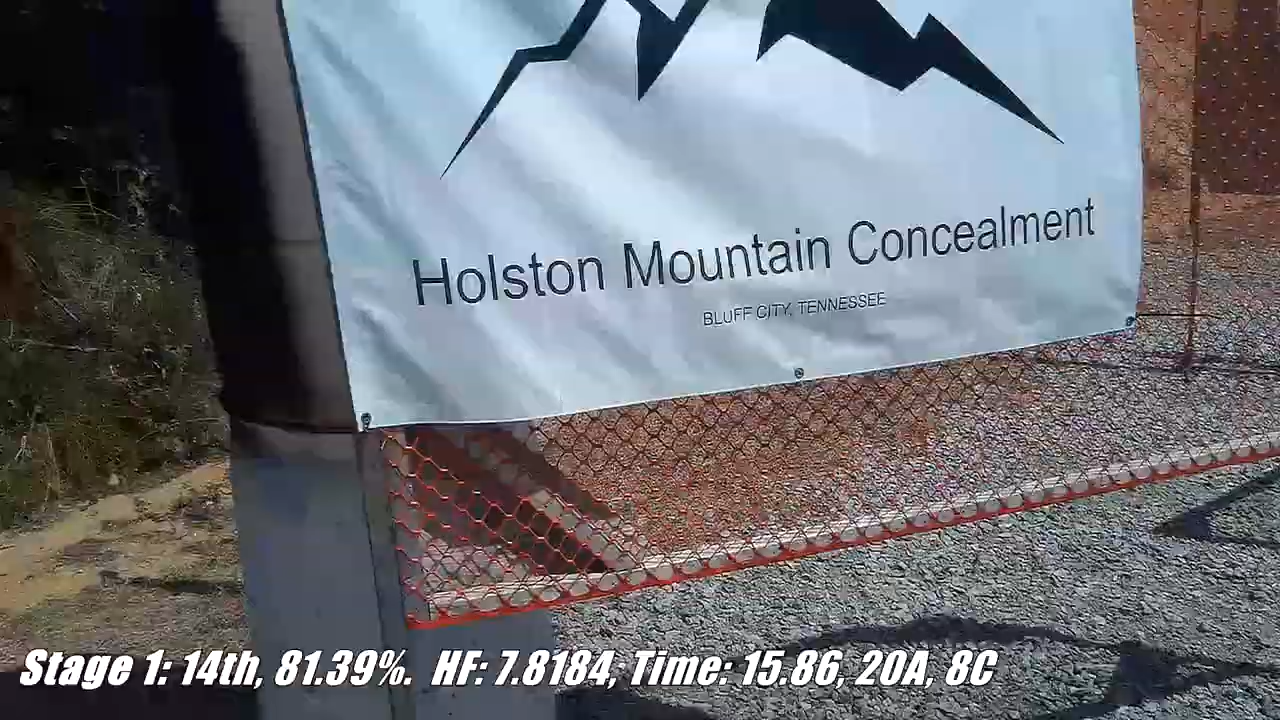 Holston Mountain Concealment
BLUFF CITY, TENNESSEE
Stage 1: 14th, 81.39%. HF: 7.8184, Time: 15.86, 20A, 8C